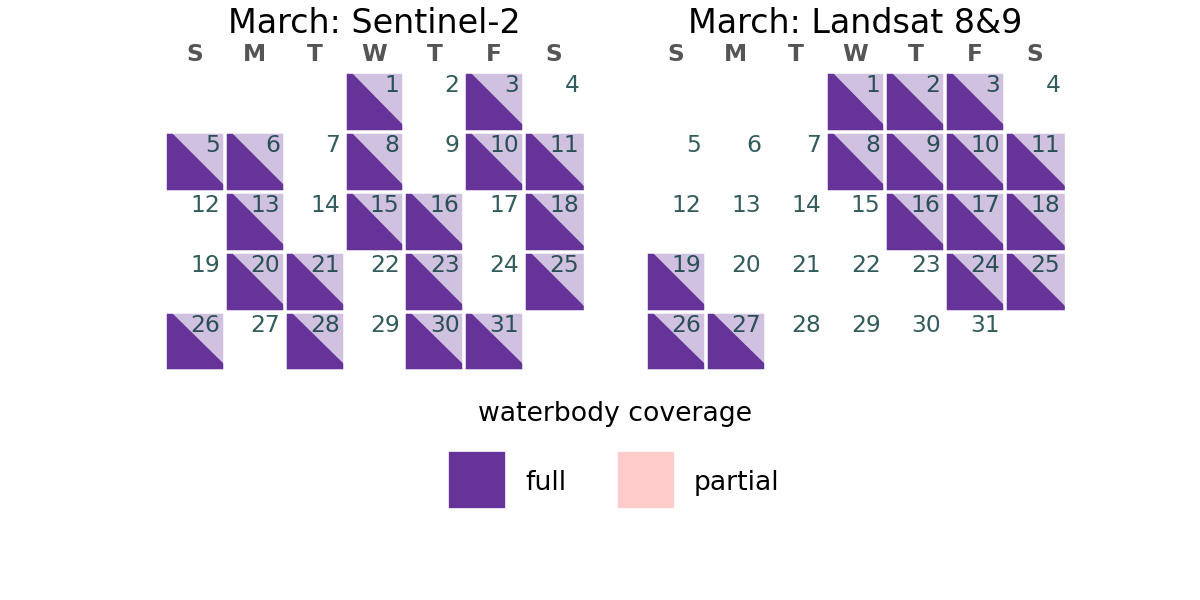 March: Sentinel-2
S M T W T F S
1 2 3 4
5 6 7 8 9 10 11
12 13 14 15 16 17 18
19 20 21 22 23 24 25
26 27 28 29 30 31
March: Landsat 8&9
S M T W T F S
1 2 3 4
5 6 7 8 9 10 11
12 13 14 15 16 17 18
19 20 21 22 23 24 25
26 27 28 29 30 31
waterbody coverage
full partial